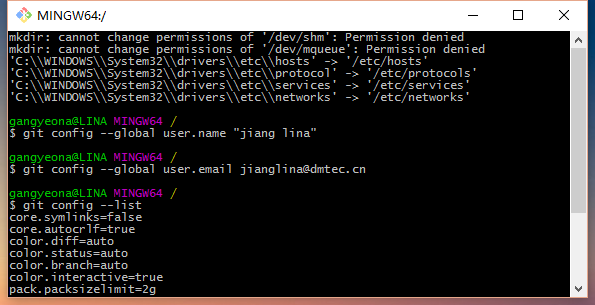 MINGW64:/
mkdir: cannot change permissions of '/dev/shm': Permission denied
mkdir: cannot change permissions of '/dev/mqueue': Permission denied
'C:\\WINDOWS\\System32\\drivers\\etc\\hosts' -> '/etc/hosts'
'C:\\WINDOWS\\System32\\drivers\\etc\\protocol' -> '/etc/protocols'
'C:\\WINDOWS\\System32\\drivers\\etc\\services' -> '/etc/services'
'C:\\WINDOWS\\System32\\drivers\\etc\\networks' -> '/etc/networks'
gangyeona@LINA MINGW64 /
$ git config --global user.name "jiang lina"
gangyeona@LINA MINGW64 /
$ git config --global user.email jianglina@dmtec.cn
gangyeona@LINA MINGW64 /
$ git config --list
core.symlinks=false
core.autocrlf=true
color.diff=auto
color.status=auto
color.branch=auto
color.interactive=true
pack.packsizelimit=2g